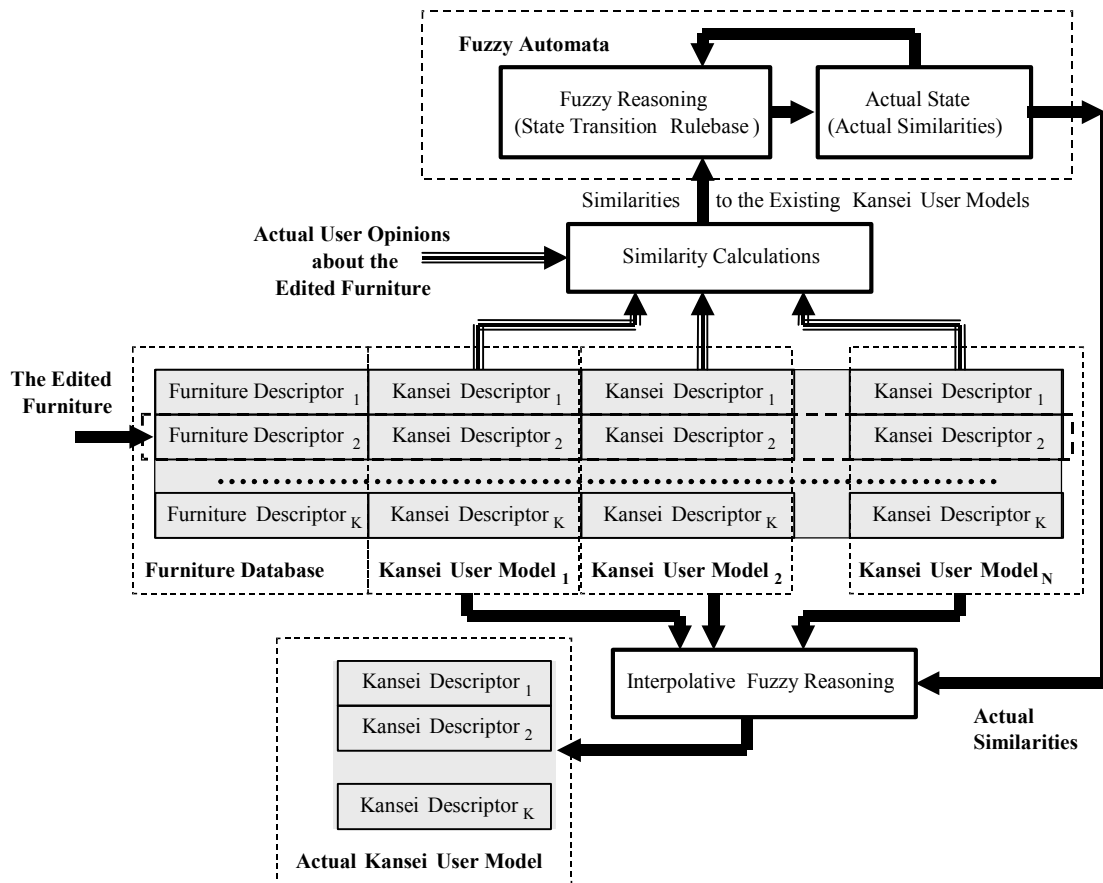 Fuzzy Automata
Fuzzy Reasoning
(State Transition Rulebase)
Actual State
(Actual Similarities)
Similarities to the Existing Kansei User Models
Actual User Opinions
about the
Edited Furniture
Similarity Calculations
The Edited
Furniture
Furniture Descriptor 1 Kansei Descriptor 1 Kansei Descriptor 1 Kansei Descriptor 1
Furniture Descriptor 2 Kansei Descriptor 2 Kansei Descriptor 2 Kansei Descriptor 2
Furniture Descriptor K Kansei Descriptor K Kansei Descriptor K Kansei Descriptor K
Furniture Database Kansei User Model 1 Kansei User Model 2 Kansei User Model N
Interpolative Fuzzy Reasoning
Actual
Similarities
Kansei Descriptor 1
Kansei Descriptor 2
Kansei Descriptor K
Actual Kansei User Model